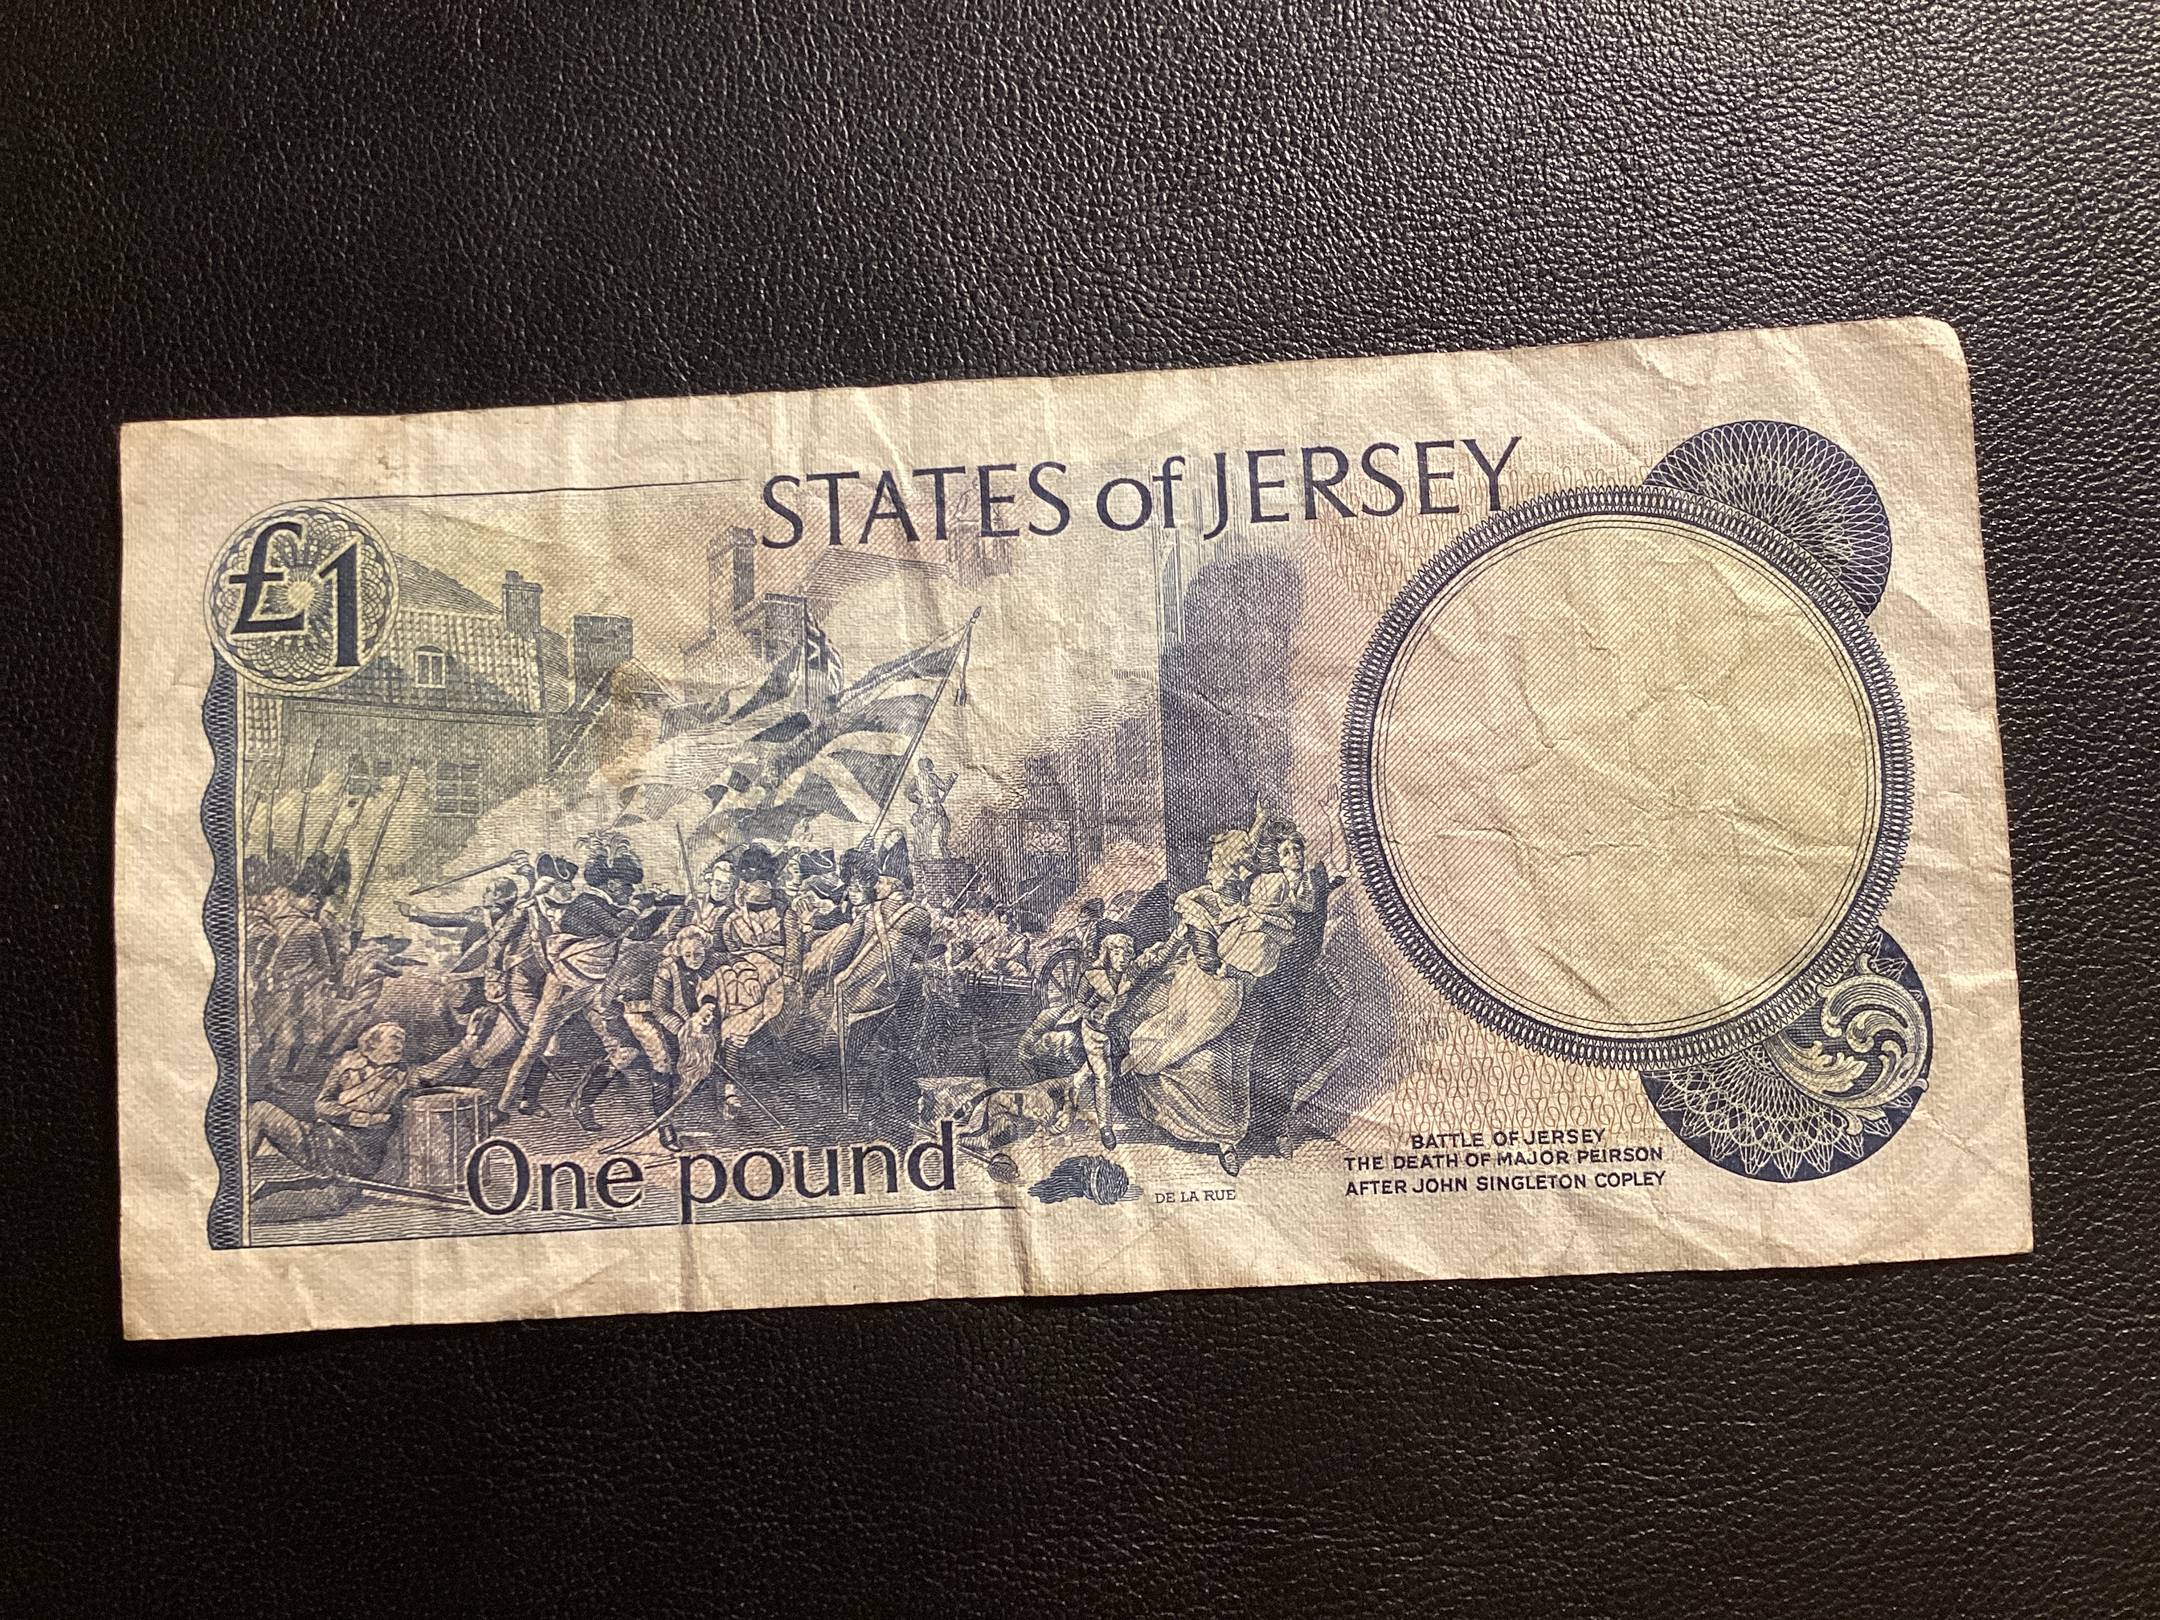 STATES of JERSEY
£1
One pound
DE LA RUE
BATTLE OF JERSEY
THE DEATH OF MAJOR PEIRSON
AFTER JOHN SINGLETON COPLEY